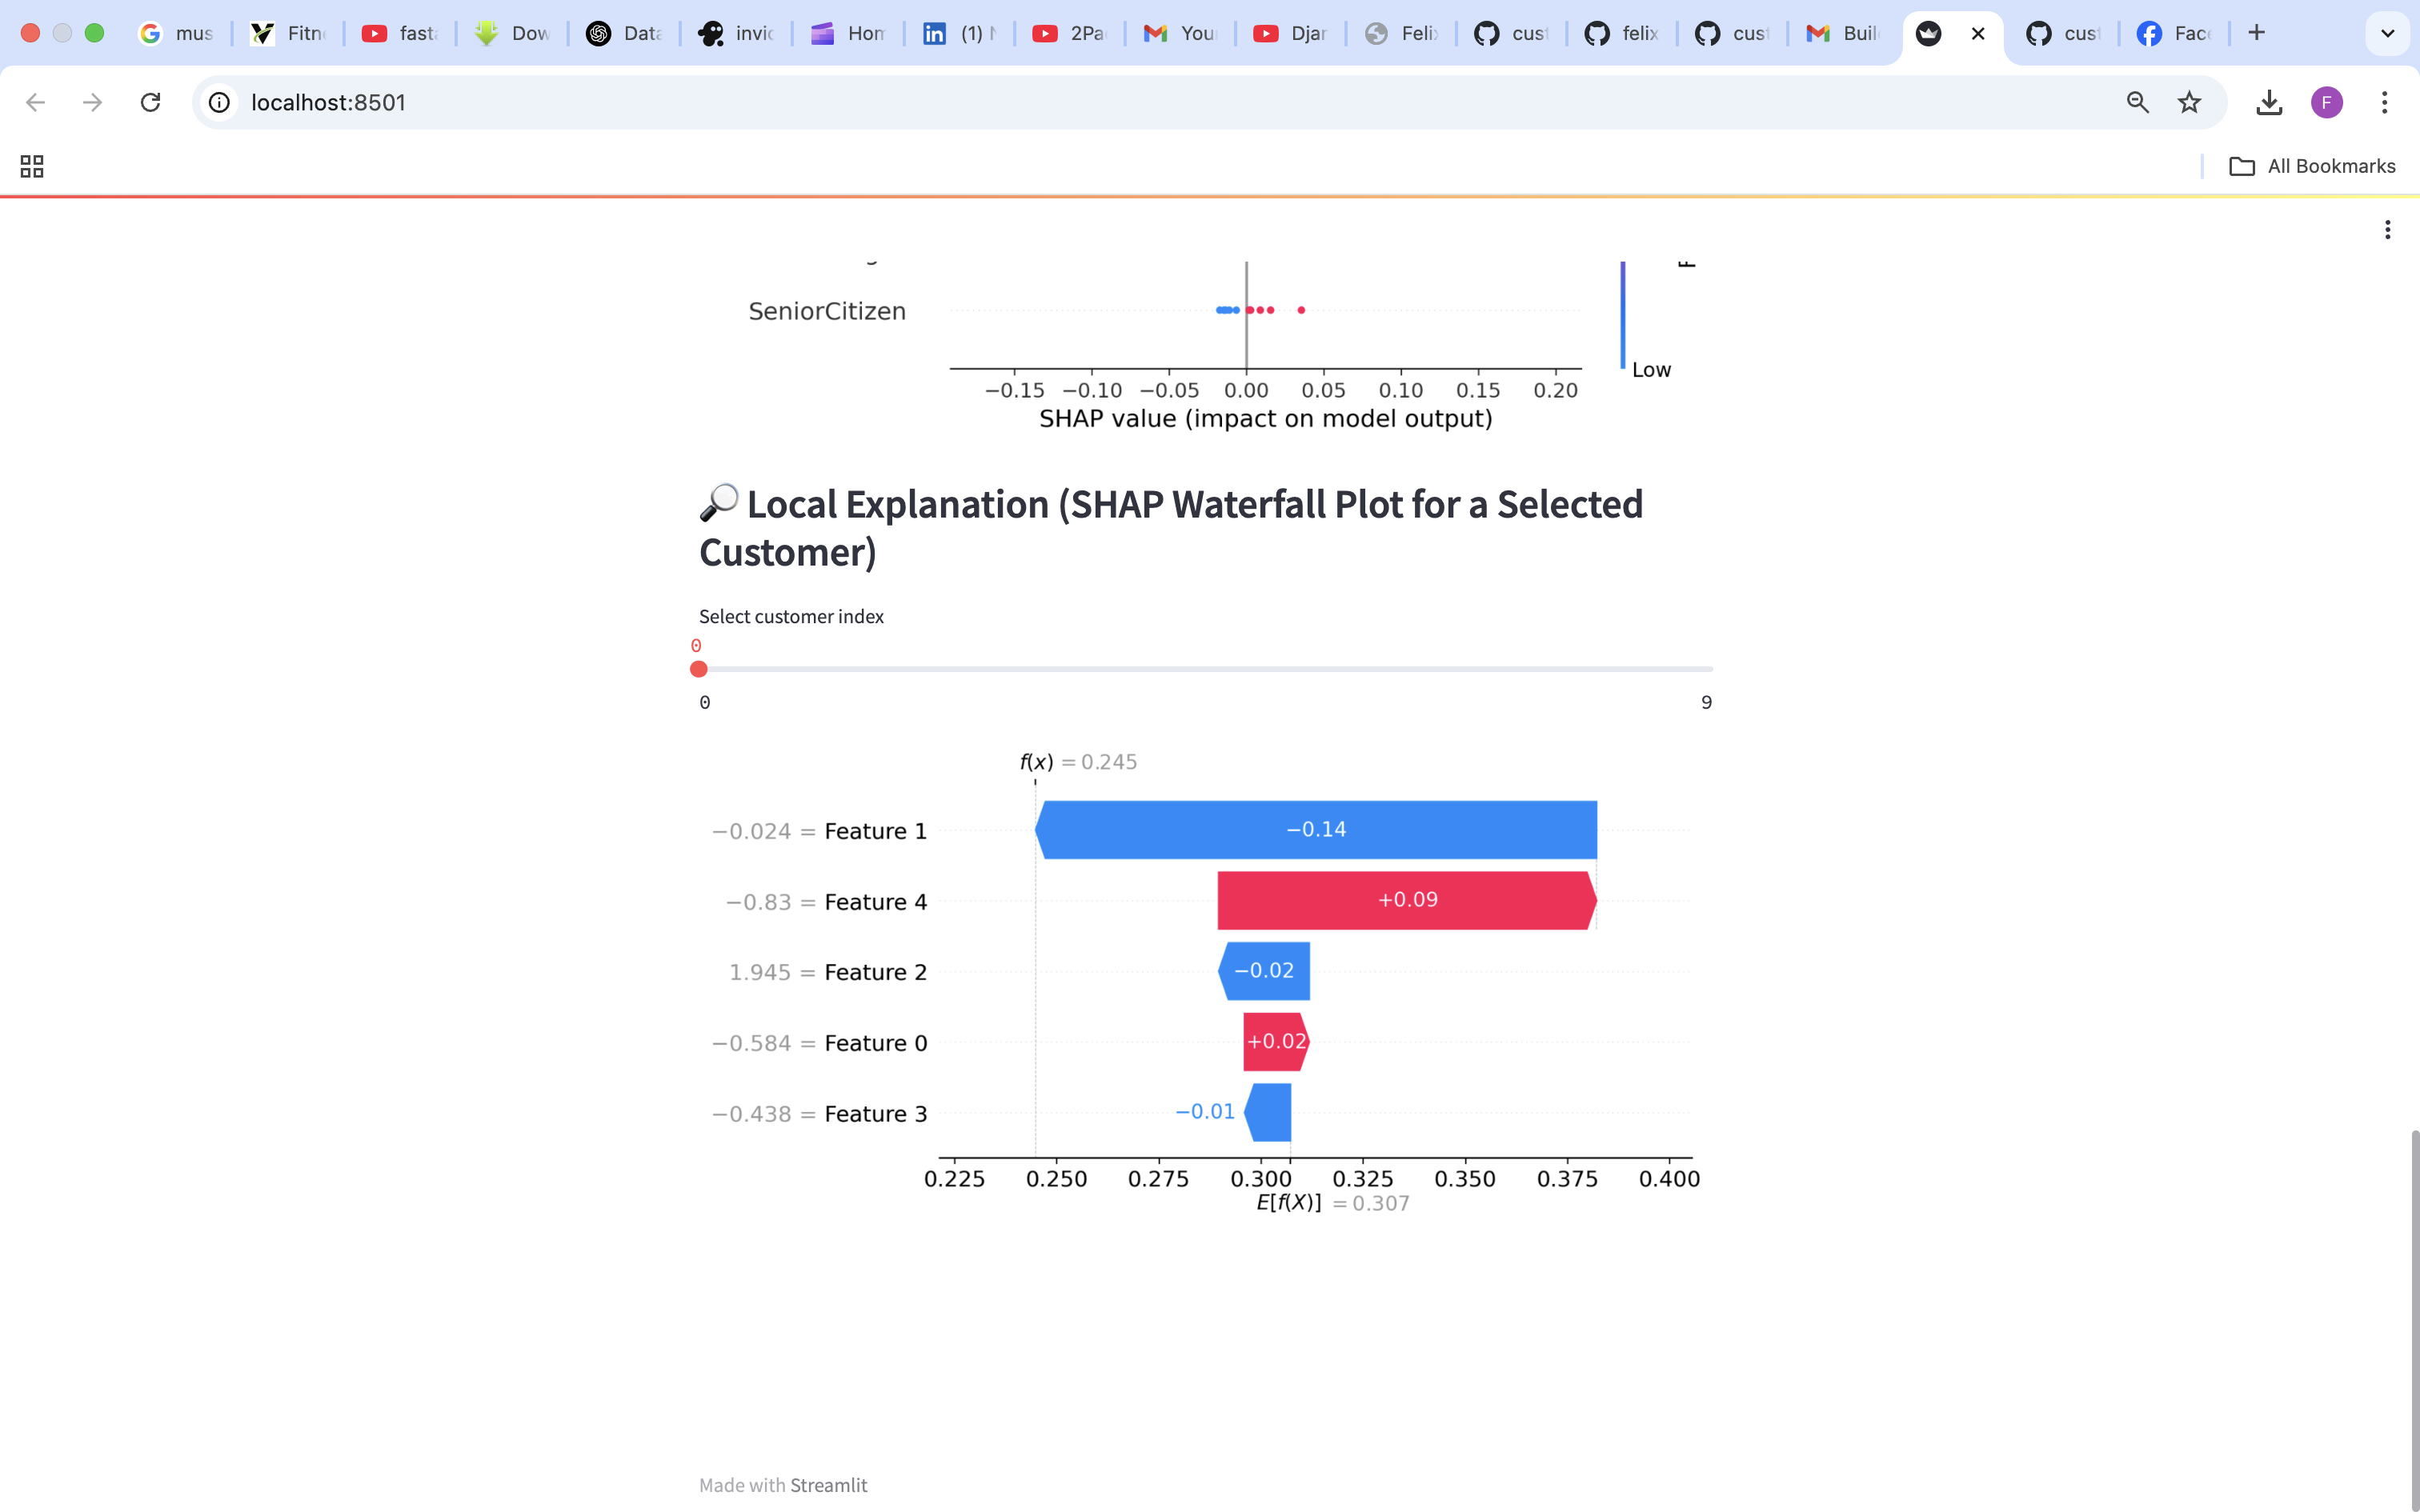 mus
Fitn
fasta
Dow
Data
invic
Hom
(1) N
2Pa
You
Djar
Feli
cust
felix
cust
Buil
cust
Face
localhost:8501
F
All Bookmarks
SeniorCitizen
Low
−0.15 −0.10 −0.05 0.00 0.05 0.10 0.15 0.20
SHAP value (impact on model output)
Local Explanation (SHAP Waterfall Plot for a Selected
Customer)
Select customer index
0
0 9
f(x) = 0.245
−0.024 = Feature 1 −0.14
−0.83 = Feature 4 +0.09
1.945 = Feature 2 −0.02
−0.584 = Feature 0 +0.02
−0.438 = Feature 3 −0.01
0.225 0.250 0.275 0.300 0.325 0.350 0.375 0.400
E[f(X)] = 0.307
Made with Streamlit